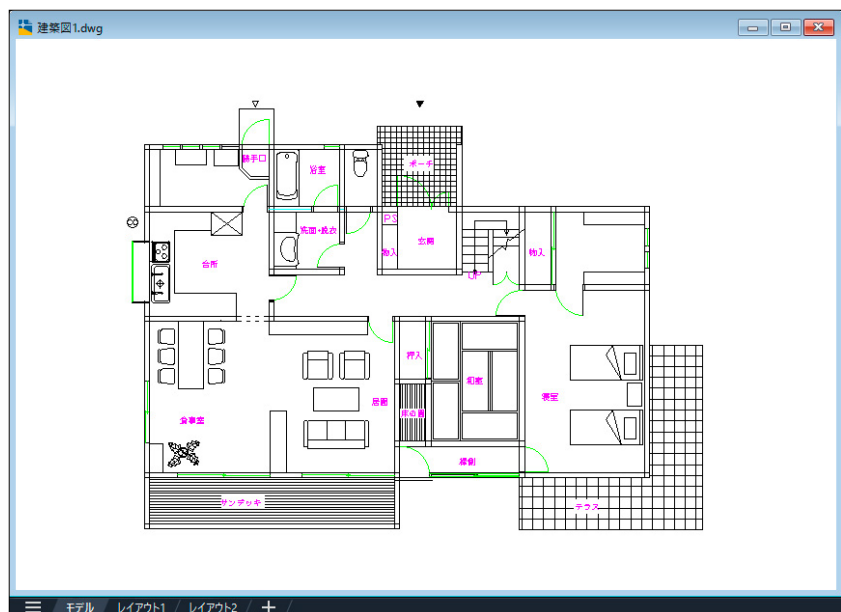 建築図1.dwg
勝手口
浴室
ポーチ
PS
洗面・脱衣
物入
玄関
物入
台所
UP
押入
和室
居間
床の間
寝室
食事室
縁側
サンデッキ
テラス
モデル
レイアウト1
レイアウト2